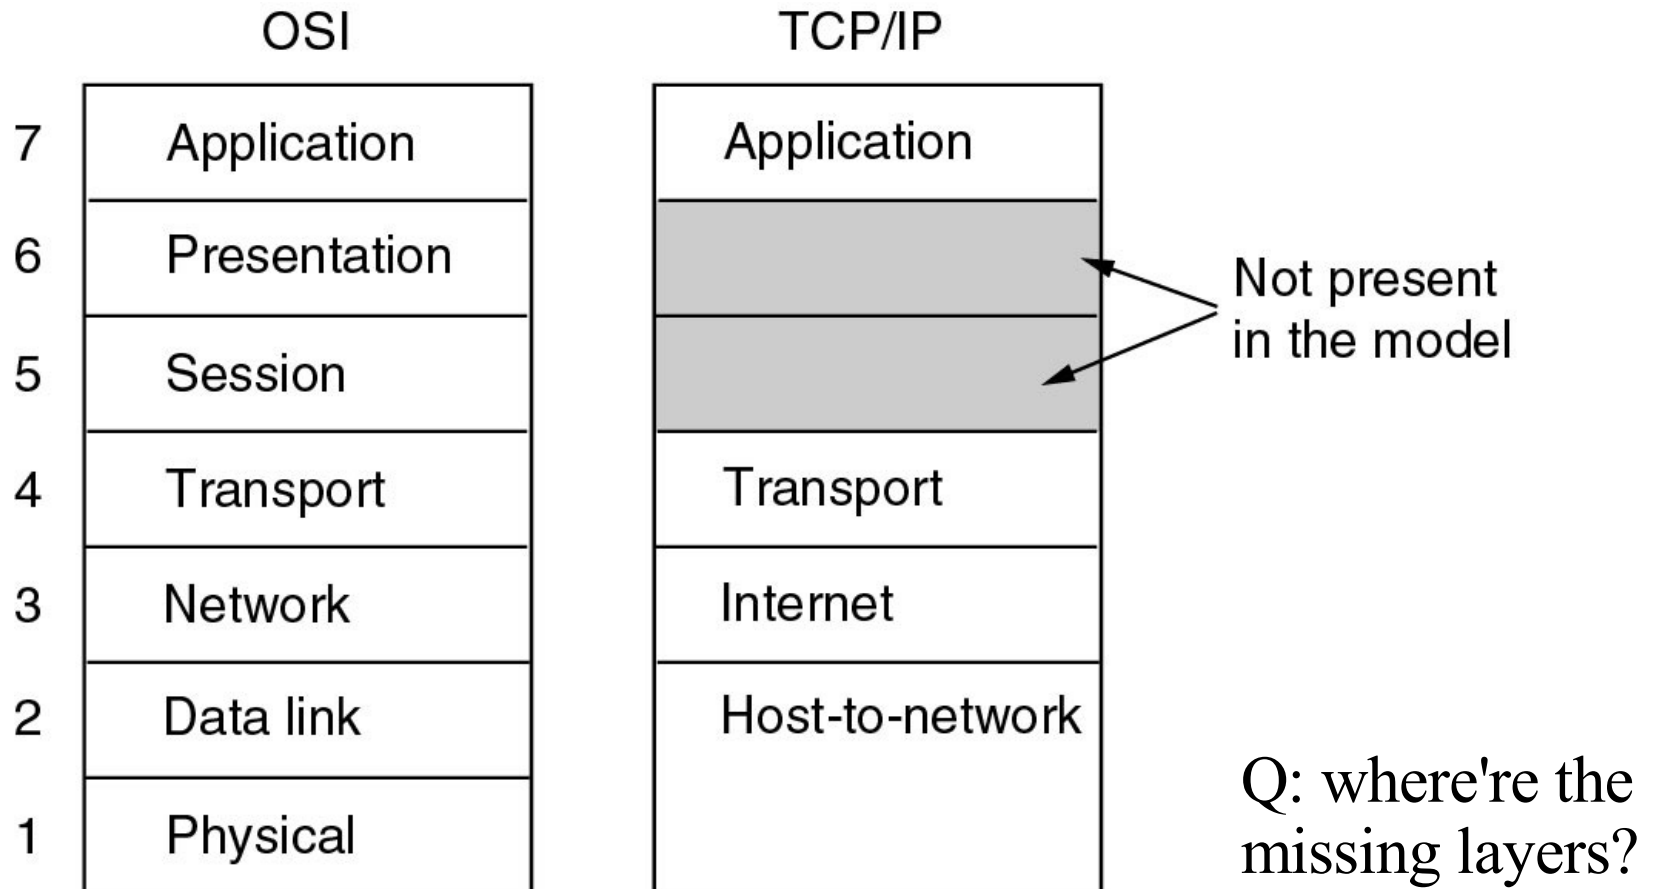 OSI
TCP/IP
7
Application
Application
6
Presentation
Not present
in the model
5
Session
4
Transport
Transport
3
Network
Internet
2
Data link
Host-to-network
1
Physical
Q: where're the
missing layers?